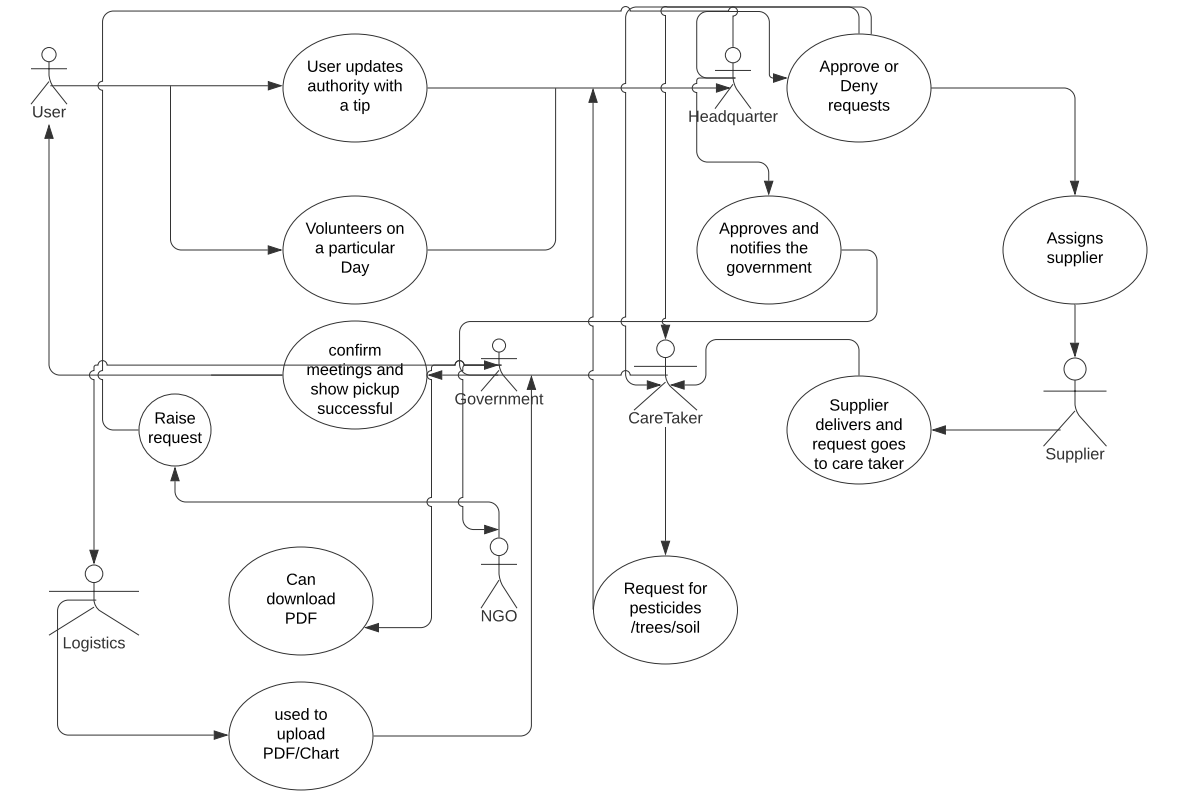 User updates
authority with
a tip
Approve or
Deny
requests
User
Headquarter
Volunteers on
a particular
Day
Approves and
notifies the
government
Assigns
supplier
confirm
meetings and
show pickup
successful
Government
Raise
request
CareTaker
Supplier
delivers and
request goes
to care taker
Supplier
Can
download
PDF
NGO
Request for
pesticides
/trees/soil
Logistics
used to
upload
PDF/Chart